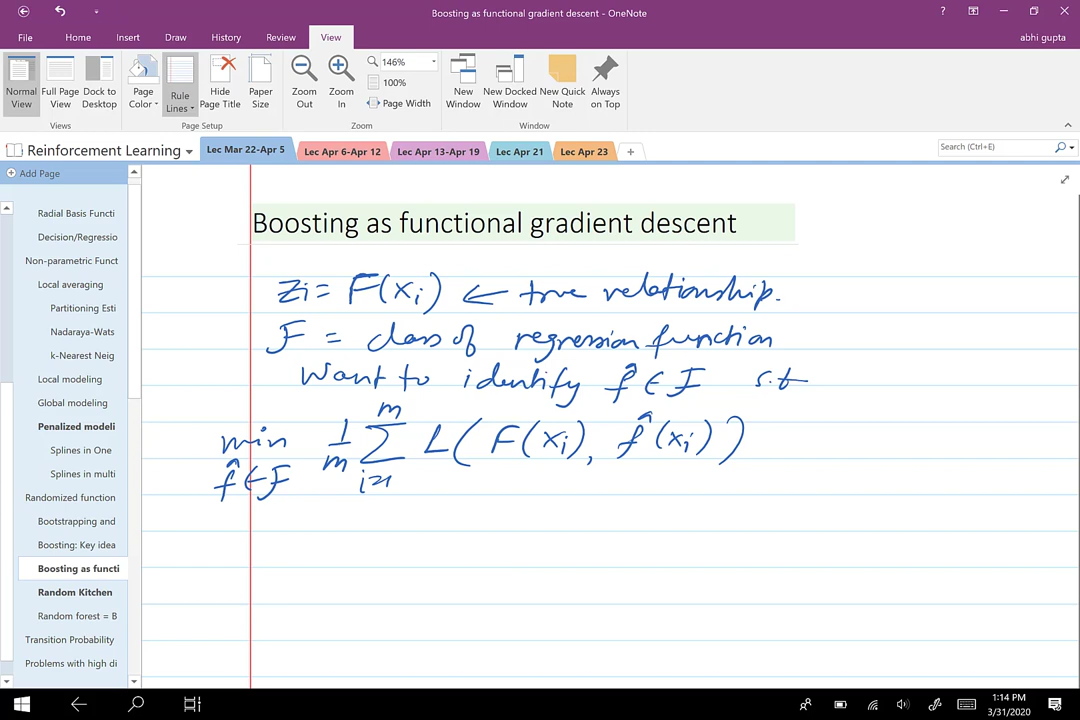 Boosting as functional gradient descent - OneNote
?
abhi gupta
File Home Insert Draw History Review View
Normal View
Full Page View
Dock to Desktop
Page Color
Rule Lines
Hide Page Title
Paper Size
Zoom Out
Zoom In
146%
100%
Page Width
New Window
New Docked Window
New Quick Note
Always on Top
Views
Page Setup
Zoom
Window
Reinforcement Learning
Lec Mar 22-Apr 5
Lec Apr 6-Apr 12
Lec Apr 13-Apr 19
Lec Apr 21
Lec Apr 23
+
Search (Ctrl+E)
Add Page
Radial Basis Functi
Decision/Regressio
Non-parametric Funct
Local averaging
Partitioning Esti
Nadaraya-Wats
k-Nearest Neig
Local modeling
Global modeling
Penalized modeli
Splines in One
Splines in multi
Randomized function
Bootstrapping and
Boosting: Key idea
Boosting as functi
Random Kitchen
Random forest = B
Transition Probability
Problems with high di
Boosting as functional gradient descent
zi = F(xi) ← true relationship.
F = class of regression function
Want to identify f̂ ∈ F s.t
min f̂∈F 1/m Σ i=1 m L( F(xi), f̂(xi) )
1:14 PM
3/31/2020